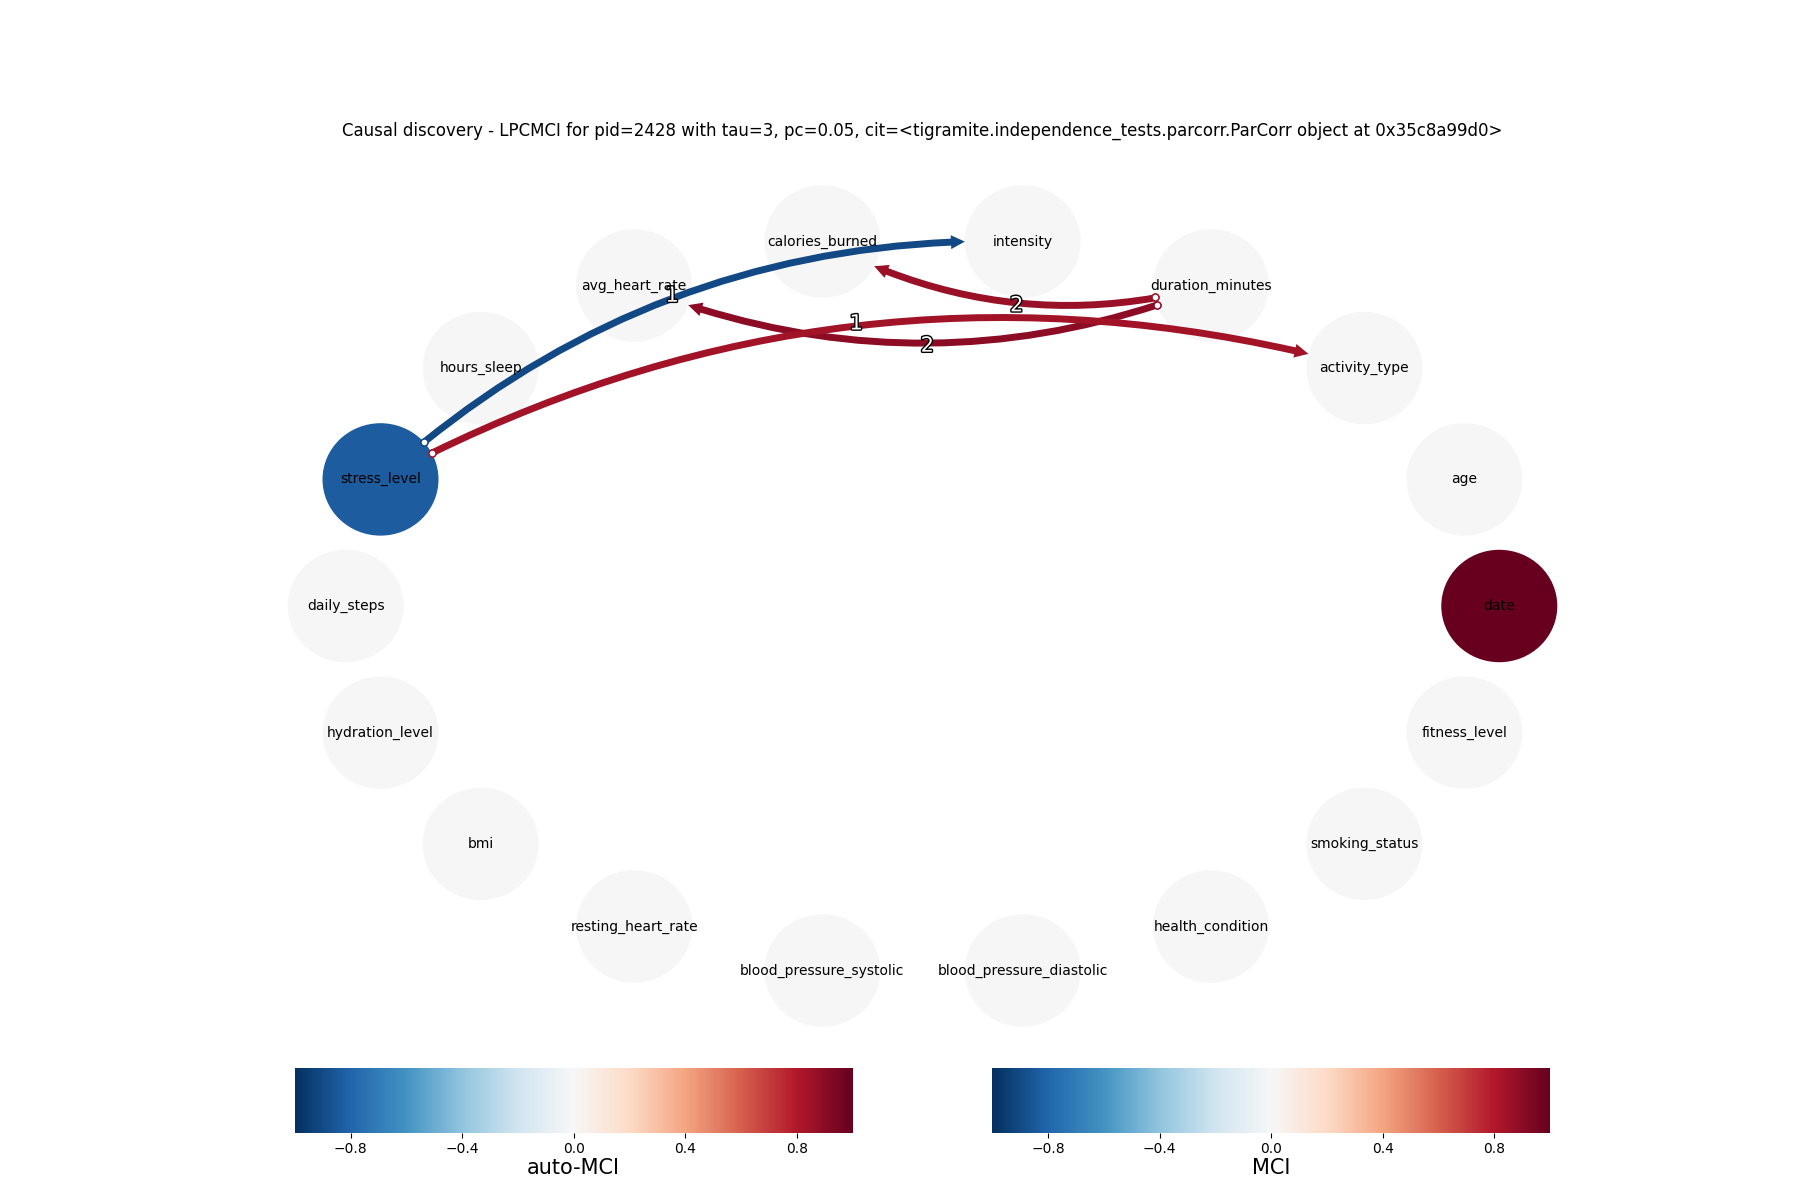 Causal discovery - LPCMCI for pid=2428 with tau=3, pc=0.05, cit=<tigramite.independence_tests.parcorr.ParCorr object at 0x35c8a99d0>
calories_burned
intensity
avg_heart_rate
duration_minutes
1
2
1
2
hours_sleep
activity_type
stress_level
age
daily_steps
date
hydration_level
fitness_level
bmi
smoking_status
resting_heart_rate
health_condition
blood_pressure_systolic
blood_pressure_diastolic
−0.8 −0.4 0.0 0.4 0.8
auto-MCI
−0.8 −0.4 0.0 0.4 0.8
MCI